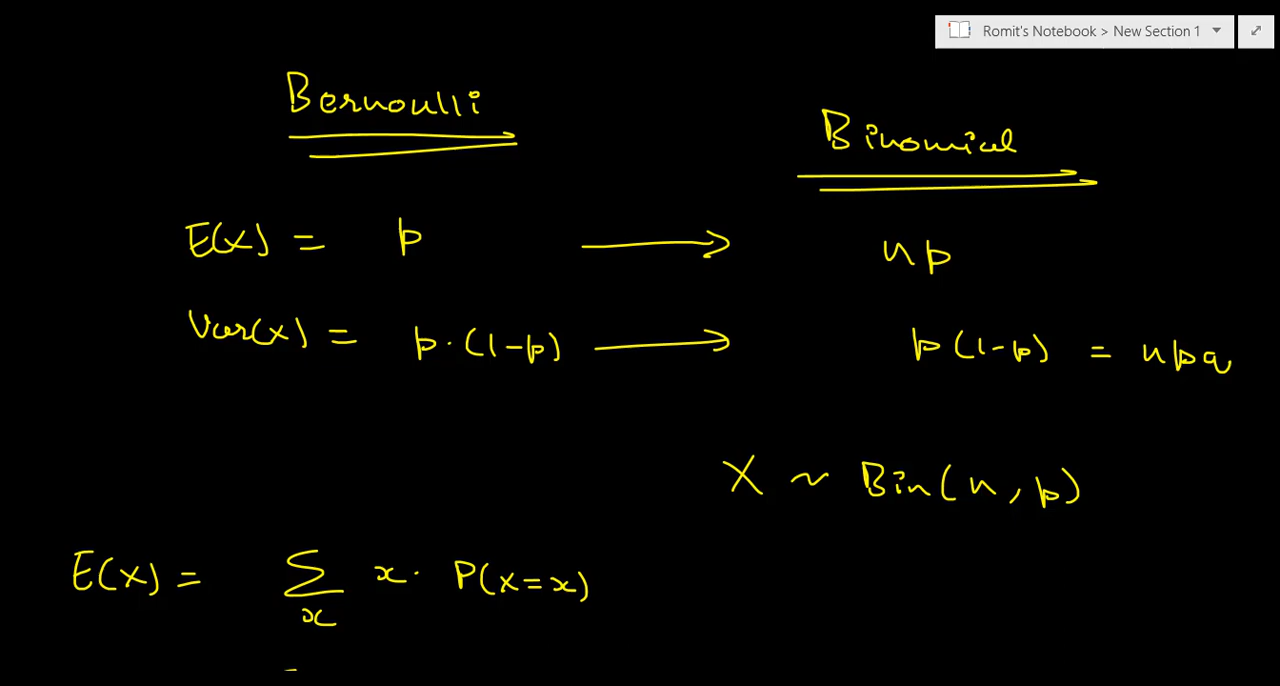 Romit's Notebook > New Section 1
Bernoulli
Binomial
E(X) = p → np
Var(X) = p·(1-p) → p(1-p) = npq
X ~ Bin(n, p)
E(X) = Σ x · P(X=x)
x